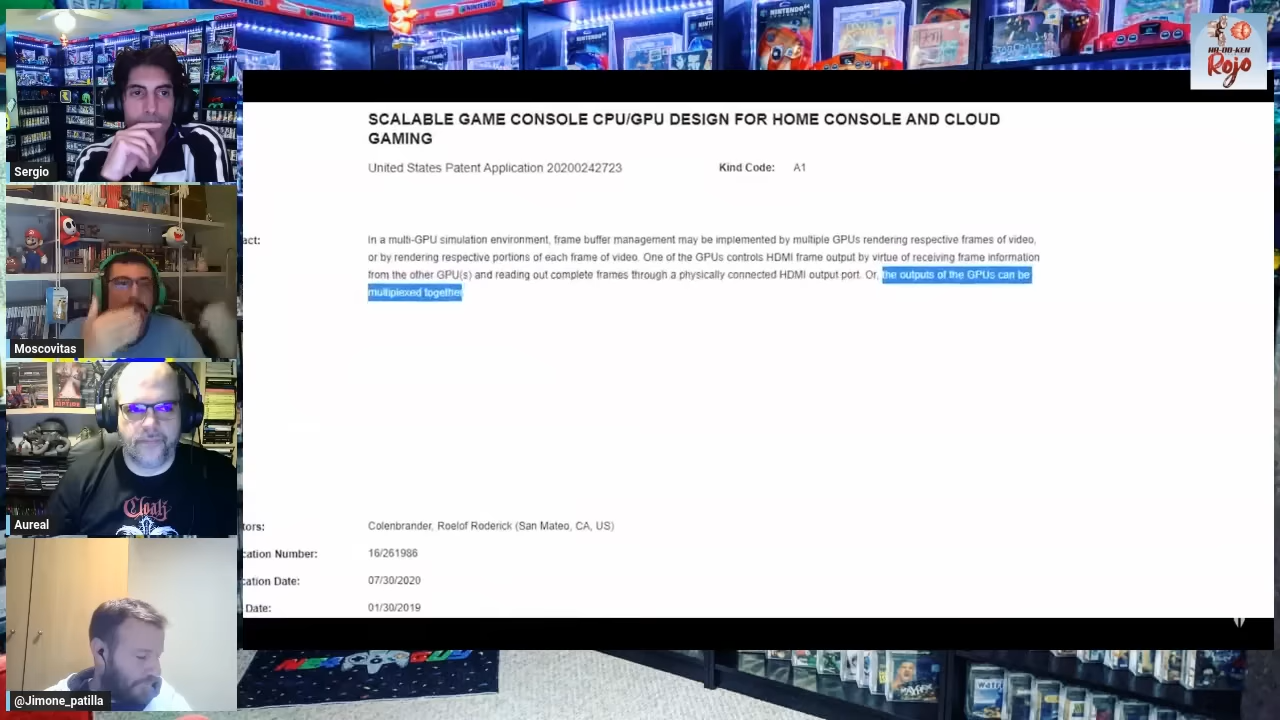 SCALABLE GAME CONSOLE CPU/GPU DESIGN FOR HOME CONSOLE AND CLOUD
GAMING
United States Patent Application 20200242723
Kind Code: A1
act:
In a multi-GPU simulation environment, frame buffer management may be implemented by multiple GPUs rendering respective frames of video,
or by rendering respective portions of each frame of video. One of the GPUs controls HDMI frame output by virtue of receiving frame information
from the other GPU(s) and reading out complete frames through a physically connected HDMI output port. Or, the outputs of the GPUs can be
multiplexed together
tors:
Colenbrander, Roelof Roderick (San Mateo, CA, US)
cation Number:
16/261986
cation Date:
07/30/2020
Date:
01/30/2019
Sergio
Moscovitas
Aureal
@Jimone_patilla
HA-DO-KEN
Rojo
NINTENDO